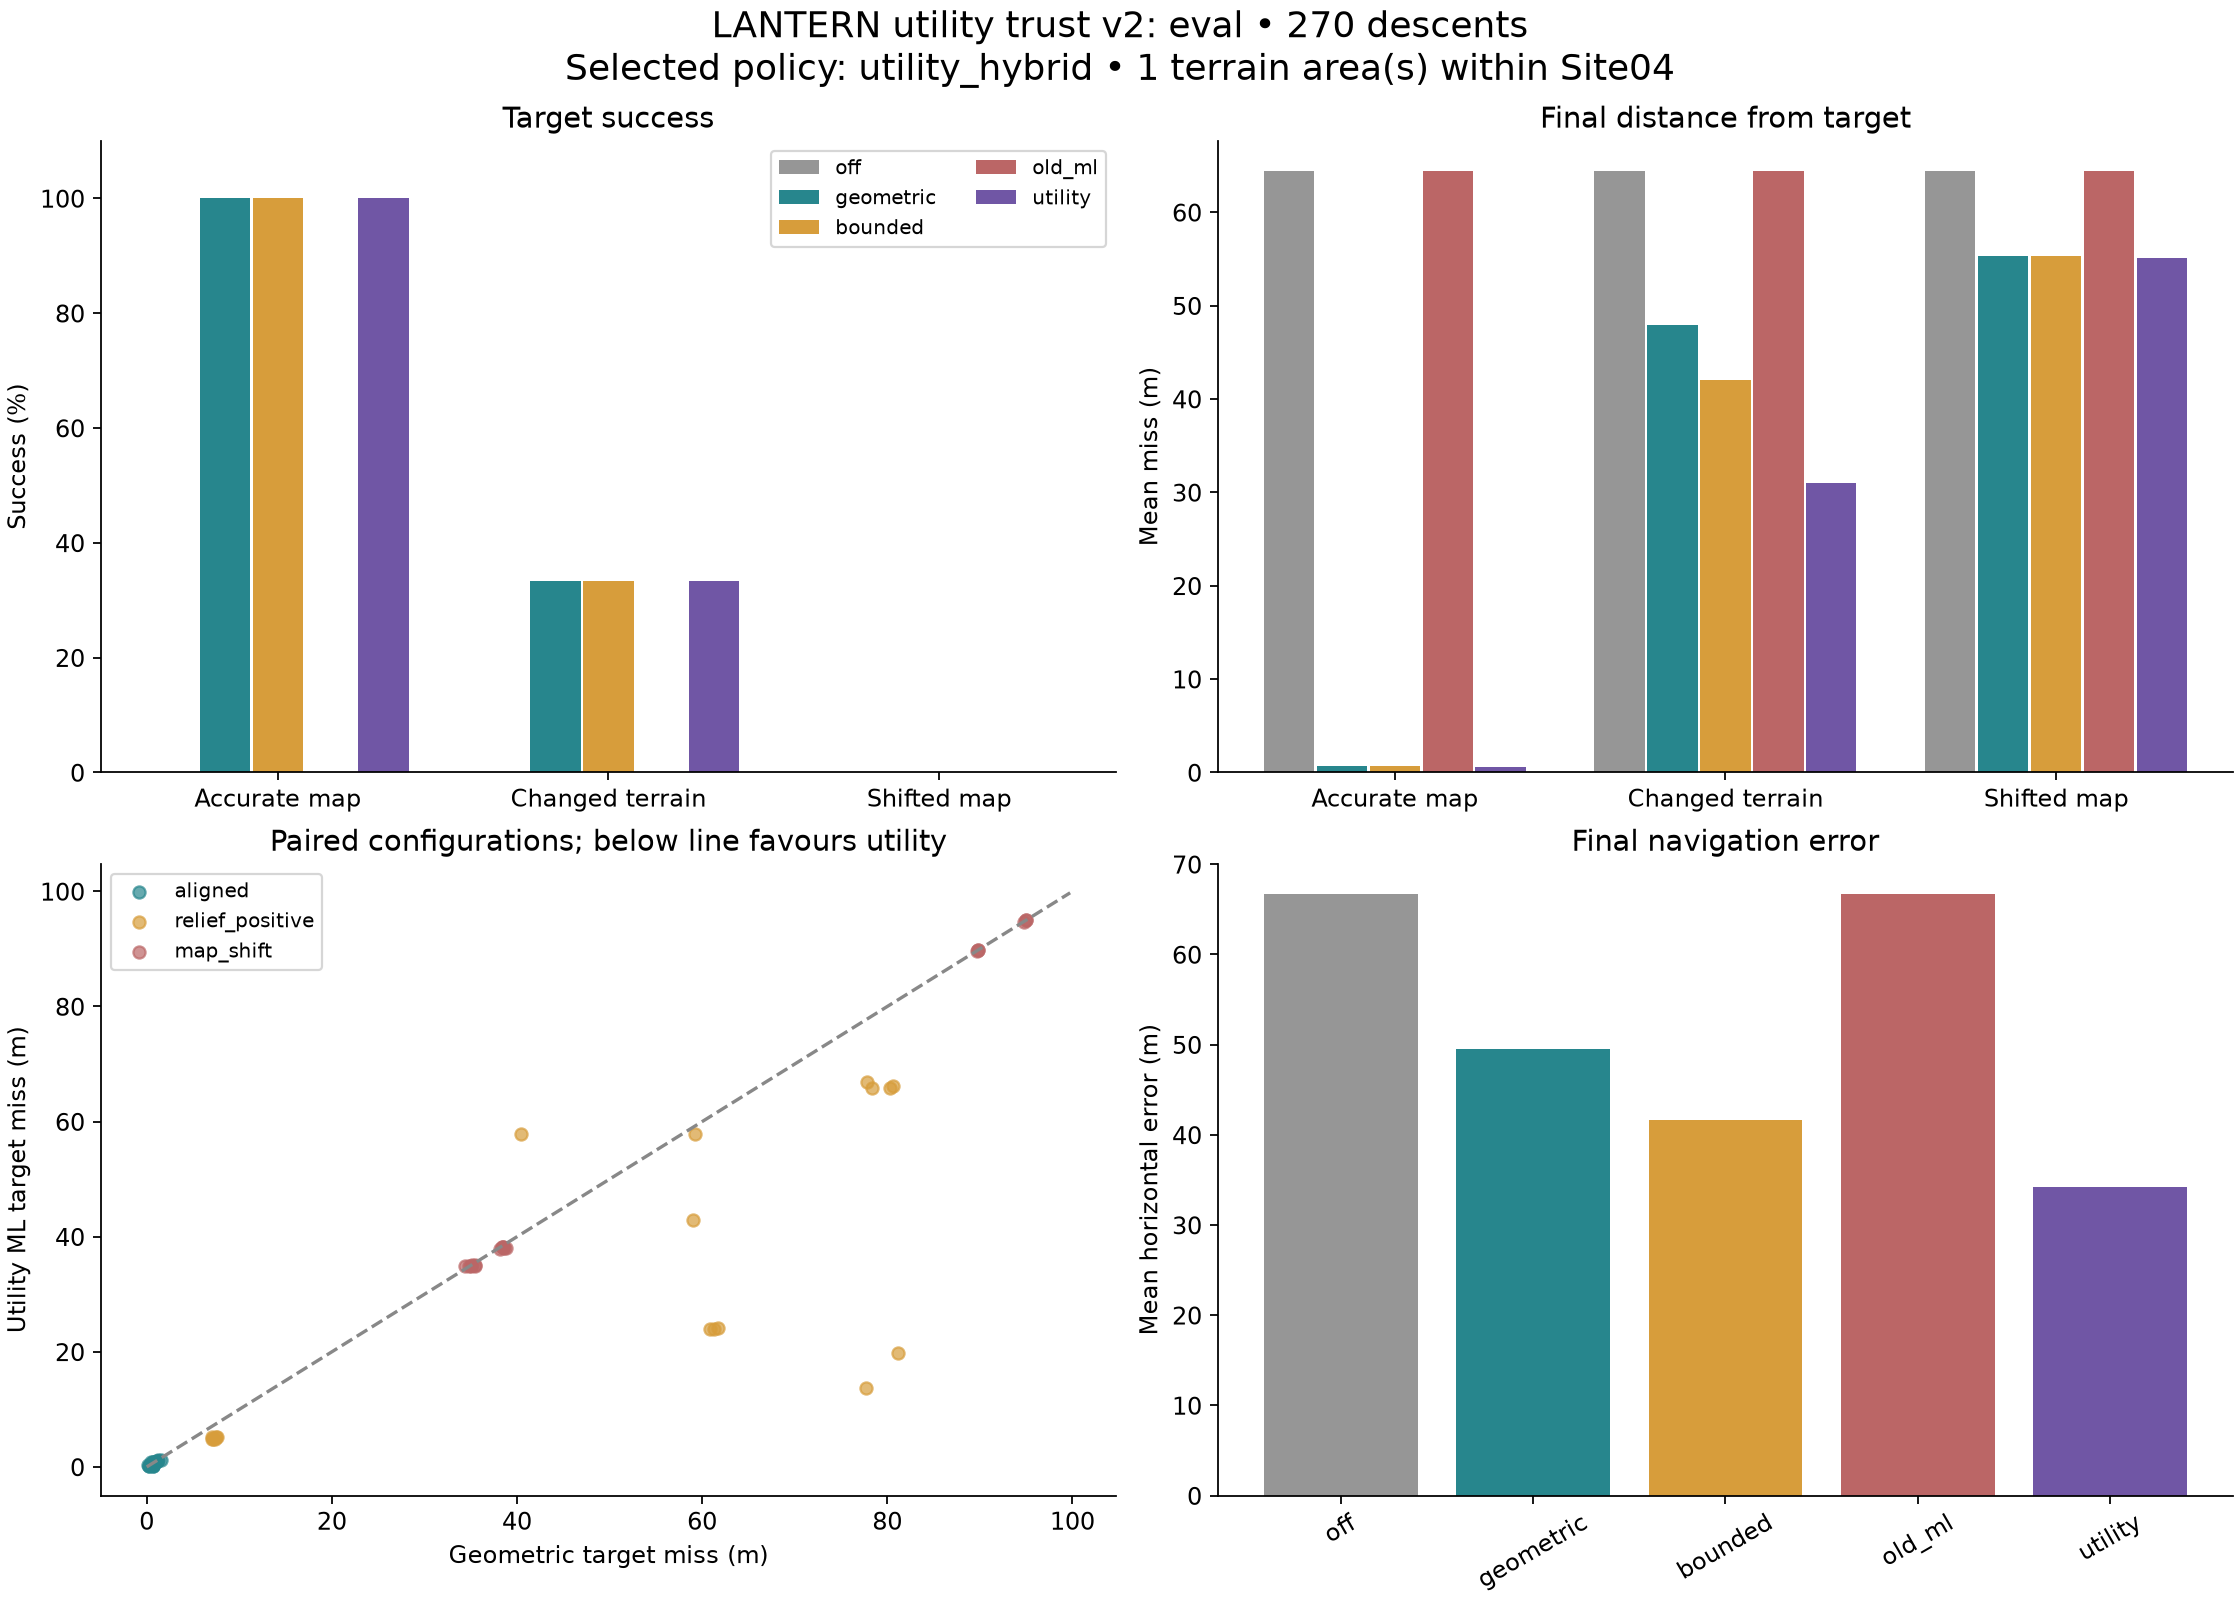 LANTERN utility trust v2: eval • 270 descents
Selected policy: utility_hybrid • 1 terrain area(s) within Site04
Target success
Success (%)
100
80
60
40
20
0
off
geometric
bounded
old_ml
utility
Accurate map
Changed terrain
Shifted map
Final distance from target
Mean miss (m)
60
50
40
30
20
10
0
Accurate map
Changed terrain
Shifted map
Paired configurations; below line favours utility
Utility ML target miss (m)
100
80
60
40
20
0
aligned
relief_positive
map_shift
0
20
40
60
80
100
Geometric target miss (m)
Final navigation error
Mean horizontal error (m)
70
60
50
40
30
20
10
0
off
geometric
bounded
old_ml
utility